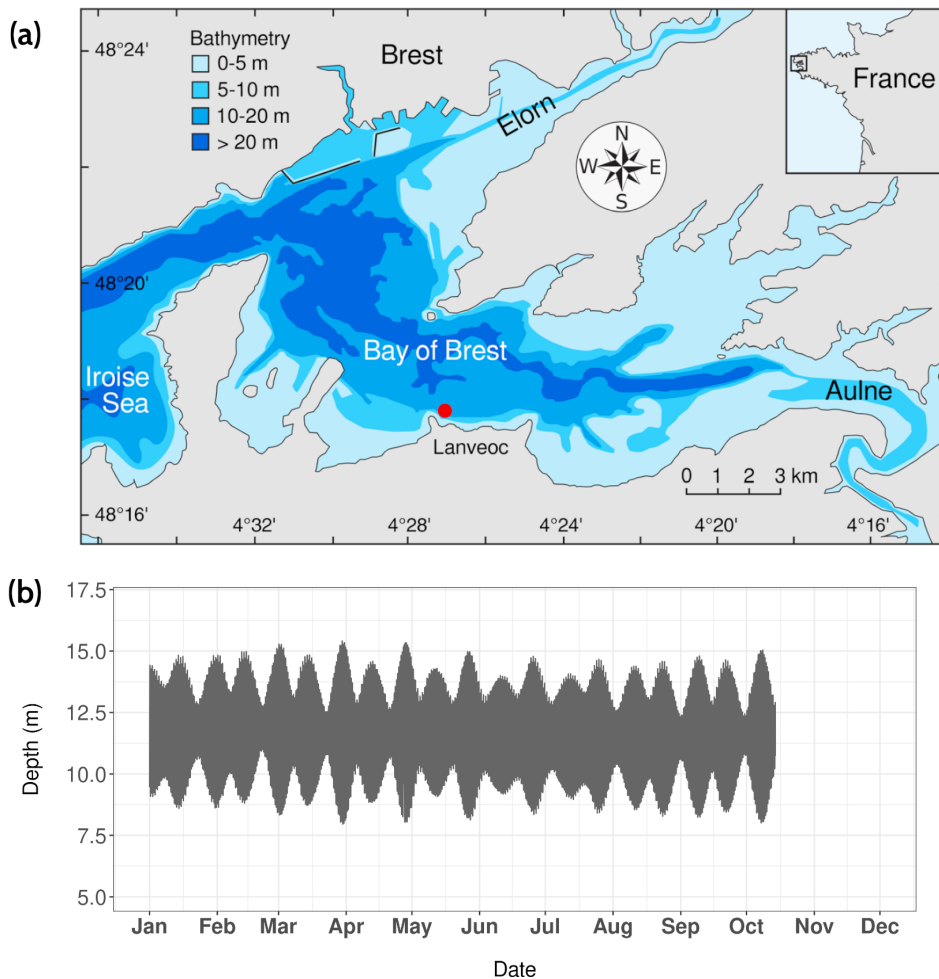 (a)
48°24'
Bathymetry
0-5 m
5-10 m
10-20 m
> 20 m
Brest
Elorn
France
N
W E
S
48°20'
Bay of Brest
Iroise
Sea
Aulne
Lanveoc
0 1 2 3 km
48°16'
4°32' 4°28' 4°24' 4°20' 4°16'
(b)
17.5
15.0
12.5
10.0
7.5
5.0
Depth (m)
Jan Feb Mar Apr May Jun Jul Aug Sep Oct Nov Dec
Date